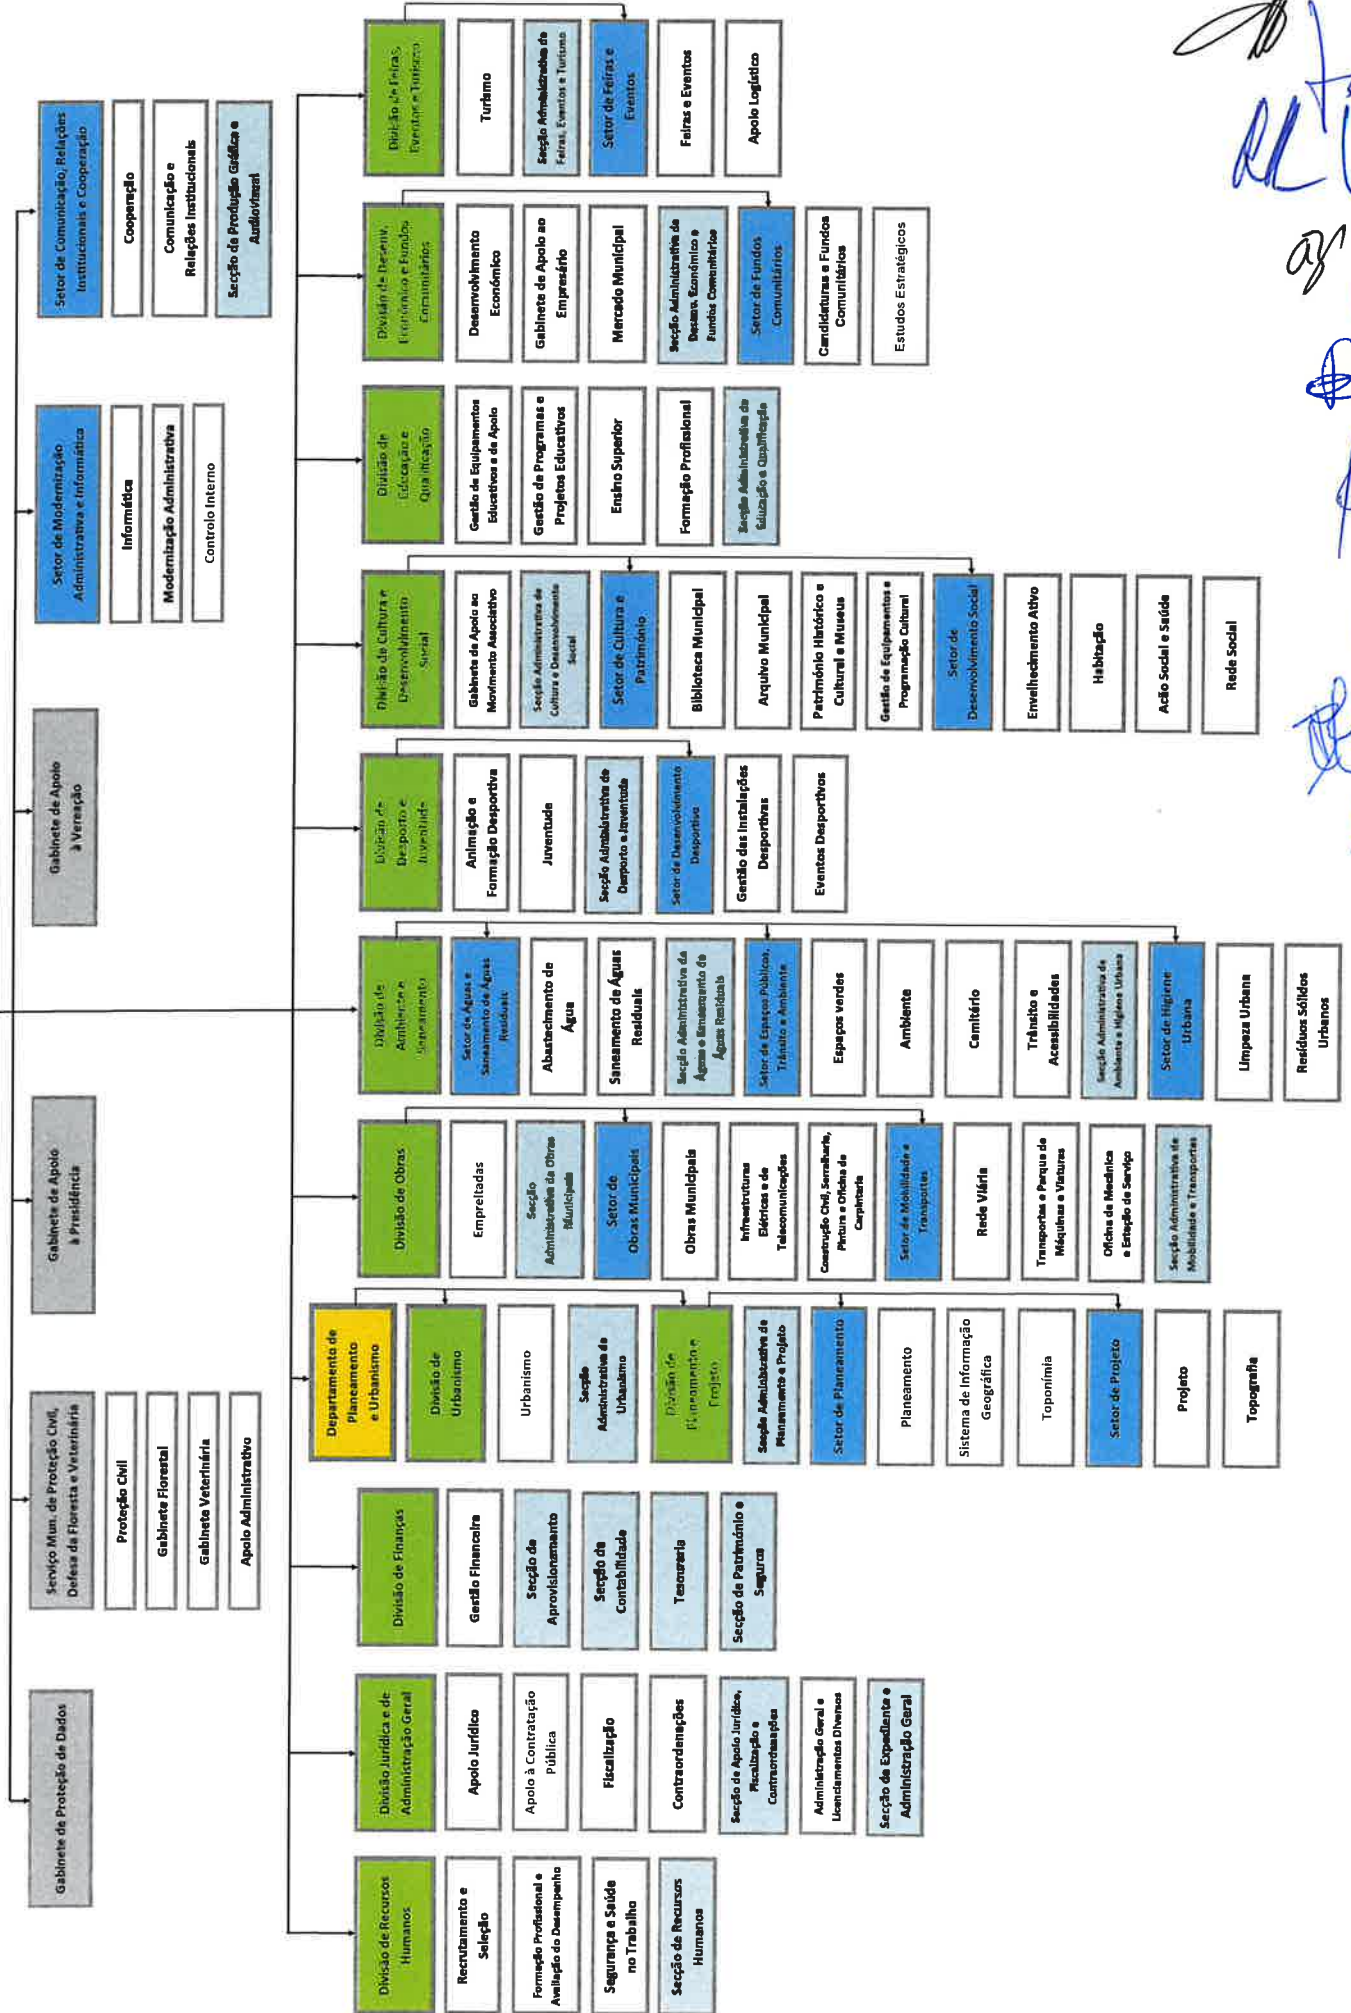 Gabinete de Proteção de Dados
Serviço Mun. de Proteção Civil,
Defesa da Floresta e Veterinária
Proteção Civil
Gabinete Florestal
Gabinete Veterinária
Apoio Administrativo
Gabinete de Apoio
à Presidência
Gabinete de Apoio
à Vereação
Setor de Modernização
Administrativa e Informática
Informática
Modernização Administrativa
Controlo Interno
Setor de Comunicação, Relações
Institucionais e Cooperação
Cooperação
Comunicação e
Relações Institucionais
Secção de Produção Gráfica e
Audiovisual
Divisão de Recursos
Humanos
Recrutamento e
Seleção
Formação Profissional e
Avaliação do Desempenho
Segurança e Saúde
no Trabalho
Secção de Recursos
Humanos
Divisão Jurídica e de
Administração Geral
Apoio Jurídico
Apoio à Contratação
Pública
Fiscalização
Contraordenações
Secção de Apoio Jurídico,
Fiscalização e
Contraordenações
Administração Geral e
Licenciamentos Diversos
Secção de Expediente e
Administração Geral
Divisão de Finanças
Gestão Financeira
Secção de
Aprovisionamento
Secção de
Contabilidade
Tesouraria
Secção de Património e
Seguros
Departamento de
Planeamento
e Urbanismo
Divisão de
Urbanismo
Urbanismo
Secção
Administrativa de
Urbanismo
Divisão de
Planeamento e
Projeto
Secção Administrativa de
Planeamento e Projeto
Setor de Planeamento
Planeamento
Sistema de Informação
Geográfica
Toponímia
Setor de Projeto
Projeto
Topografia
Divisão de Obras
Empreitadas
Secção
Administrativa de Obras
Municipais
Setor de
Obras Municipais
Obras Municipais
Infraestruturas
Elétricas e de
Telecomunicações
Construção Civil, Serralharia,
Pintura e Oficina de
Carpintaria
Setor de Mobilidade e
Transportes
Rede Viária
Transportes e Parque de
Máquinas e Viaturas
Oficina de Mecânica
e Estação de Serviço
Secção Administrativa de
Mobilidade e Transportes
Divisão de
Ambiente e
Saneamento
Setor de Águas e
Saneamento de Águas
Residuais
Abastecimento de
Água
Saneamento de Águas
Residuais
Secção Administrativa de
Águas e Saneamento de
Águas Residuais
Setor de Espaços Públicos,
Trânsito e Ambiente
Espaços verdes
Ambiente
Cemitério
Trânsito e
Acessibilidades
Secção Administrativa de
Ambiente e Higiene Urbana
Setor de Higiene
Urbana
Limpeza Urbana
Resíduos Sólidos
Urbanos
Divisão de
Desporto e
Juventude
Animação e
Formação Desportiva
Juventude
Secção Administrativa de
Desporto e Juventude
Setor de Desenvolvimento
Desportivo
Gestão das Instalações
Desportivas
Eventos Desportivos
Divisão de Cultura e
Desenvolvimento
Social
Gabinete de Apoio ao
Movimento Associativo
Secção Administrativa de
Cultura e Desenvolvimento
Social
Setor de Cultura e
Património
Biblioteca Municipal
Arquivo Municipal
Património Histórico e
Cultural e Museus
Gestão de Equipamentos e
Programação Cultural
Setor de
Desenvolvimento Social
Envelhecimento Ativo
Habitação
Ação Social e Saúde
Rede Social
Divisão de
Educação e
Qualificação
Gestão de Equipamentos
Educativos e de Apoio
Gestão de Programas e
Projetos Educativos
Ensino Superior
Formação Profissional
Secção Administrativa de
Educação e Qualificação
Divisão de Desenv.
Económico e Fundos
Comunitários
Desenvolvimento
Económico
Gabinete de Apoio ao
Empresário
Mercado Municipal
Secção Administrativa de
Desenv. Económico e
Fundos Comunitários
Setor de Fundos
Comunitários
Candidaturas e Fundos
Comunitários
Estudos Estratégicos
Divisão de Feiras,
Eventos e Turismo
Turismo
Secção Administrativa de
Feiras, Eventos e Turismo
Setor de Feiras e
Eventos
Feiras e Eventos
Apoio Logístico